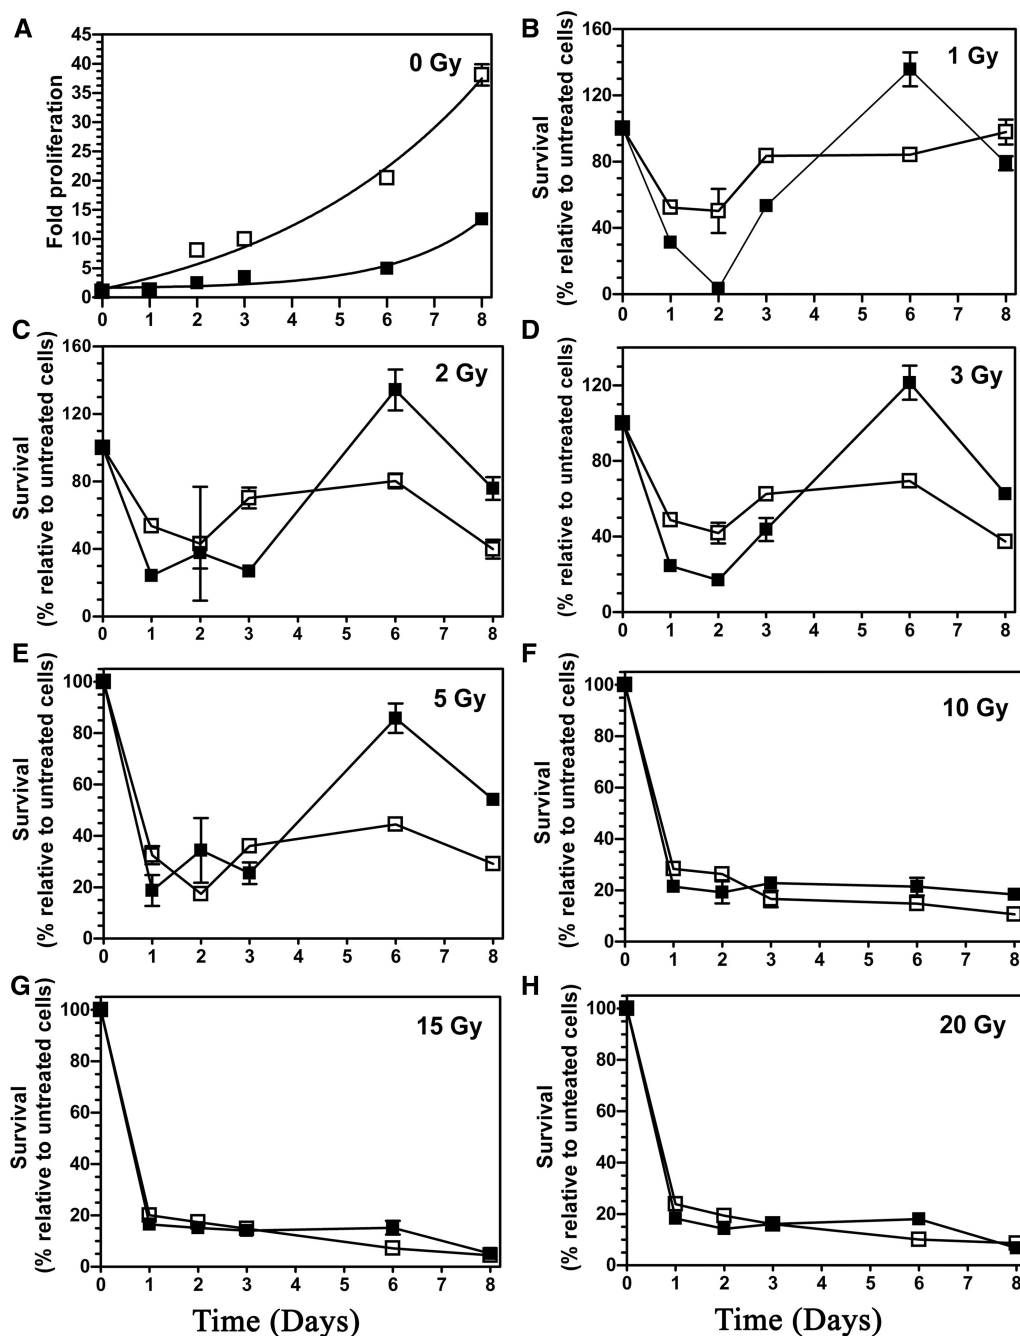 A
0 Gy
Fold proliferation
45
40
35
30
25
20
15
10
5
0
0 1 2 3 4 5 6 7 8
B
1 Gy
Survival
(% relative to untreated cells)
160
120
80
40
0
0 1 2 3 4 5 6 7 8
C
2 Gy
Survival
(% relative to untreated cells)
160
120
80
40
0
0 1 2 3 4 5 6 7 8
D
3 Gy
Survival
(% relative to untreated cells)
120
80
40
0
0 1 2 3 4 5 6 7 8
E
5 Gy
Survival
(% relative to untreated cells)
100
80
60
40
20
0
0 1 2 3 4 5 6 7 8
F
10 Gy
Survival
(% relative to untreated cells)
100
80
60
40
20
0
0 1 2 3 4 5 6 7 8
G
15 Gy
Survival
(% relative to untreated cells)
100
80
60
40
20
0
0 1 2 3 4 5 6 7 8
Time (Days)
H
20 Gy
Survival
(% relative to unteated cells)
100
80
60
40
20
0
0 1 2 3 4 5 6 7 8
Time (Days)